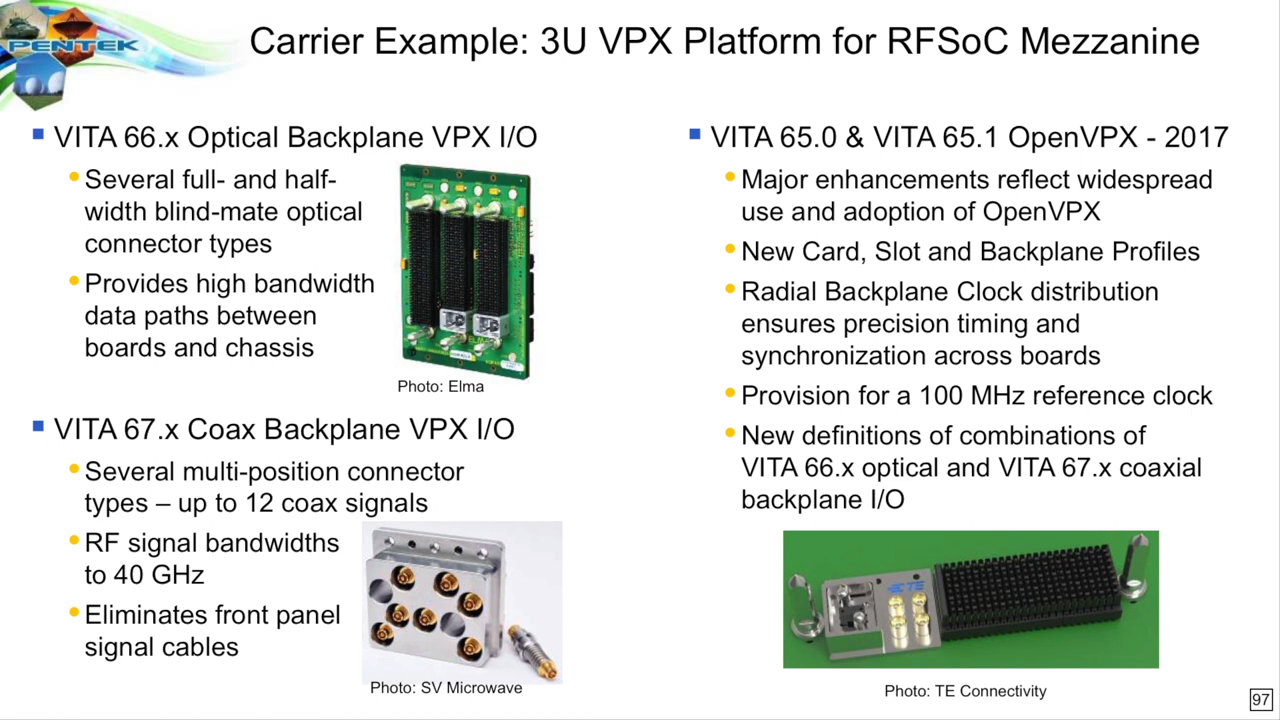 PENTEK
Carrier Example: 3U VPX Platform for RFSoC Mezzanine
▪ VITA 66.x Optical Backplane VPX I/O
• Several full- and half-
width blind-mate optical
connector types
• Provides high bandwidth
data paths between
boards and chassis
Photo: Elma
▪ VITA 67.x Coax Backplane VPX I/O
• Several multi-position connector
types – up to 12 coax signals
• RF signal bandwidths
to 40 GHz
• Eliminates front panel
signal cables
Photo: SV Microwave
▪ VITA 65.0 & VITA 65.1 OpenVPX - 2017
• Major enhancements reflect widespread
use and adoption of OpenVPX
• New Card, Slot and Backplane Profiles
• Radial Backplane Clock distribution
ensures precision timing and
synchronization across boards
• Provision for a 100 MHz reference clock
• New definitions of combinations of
VITA 66.x optical and VITA 67.x coaxial
backplane I/O
TE
Photo: TE Connectivity
97